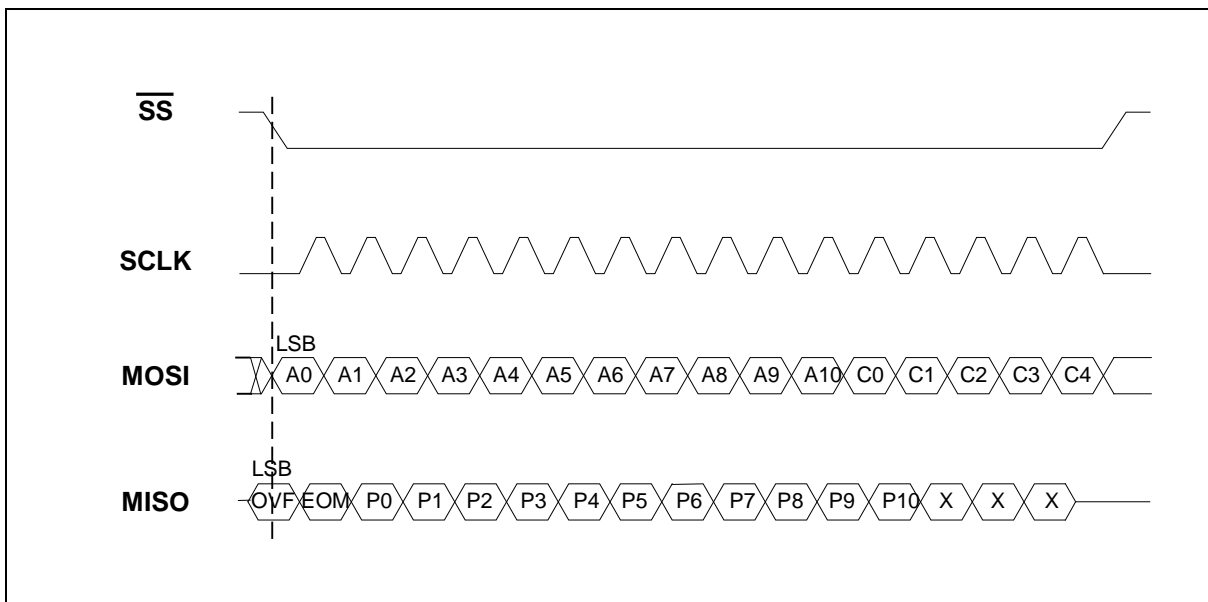 SS
SCLK
LSB
MOSI A0 A1 A2 A3 A4 A5 A6 A7 A8 A9 A10 C0 C1 C2 C3 C4
LSB
MISO OVF EOM P0 P1 P2 P3 P4 P5 P6 P7 P8 P9 P10 X X X